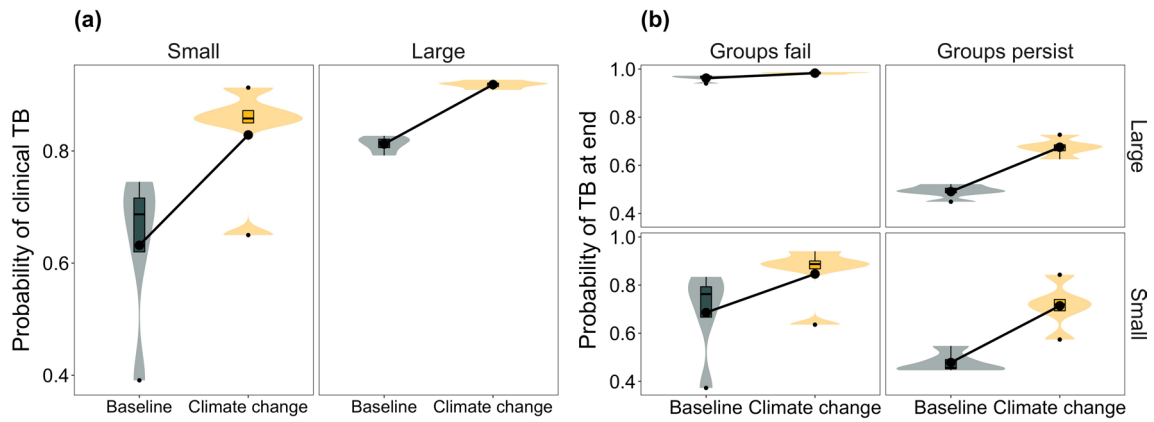 (a)
Small
Large
Probability of clinical TB
0.8
0.6
0.4
Baseline
Climate change
Baseline
Climate change
(b)
Groups fail
Groups persist
Probability of TB at end
1.0
0.8
0.6
0.4
Large
1.0
0.8
0.6
0.4
Small
Baseline
Climate change
Baseline
Climate change